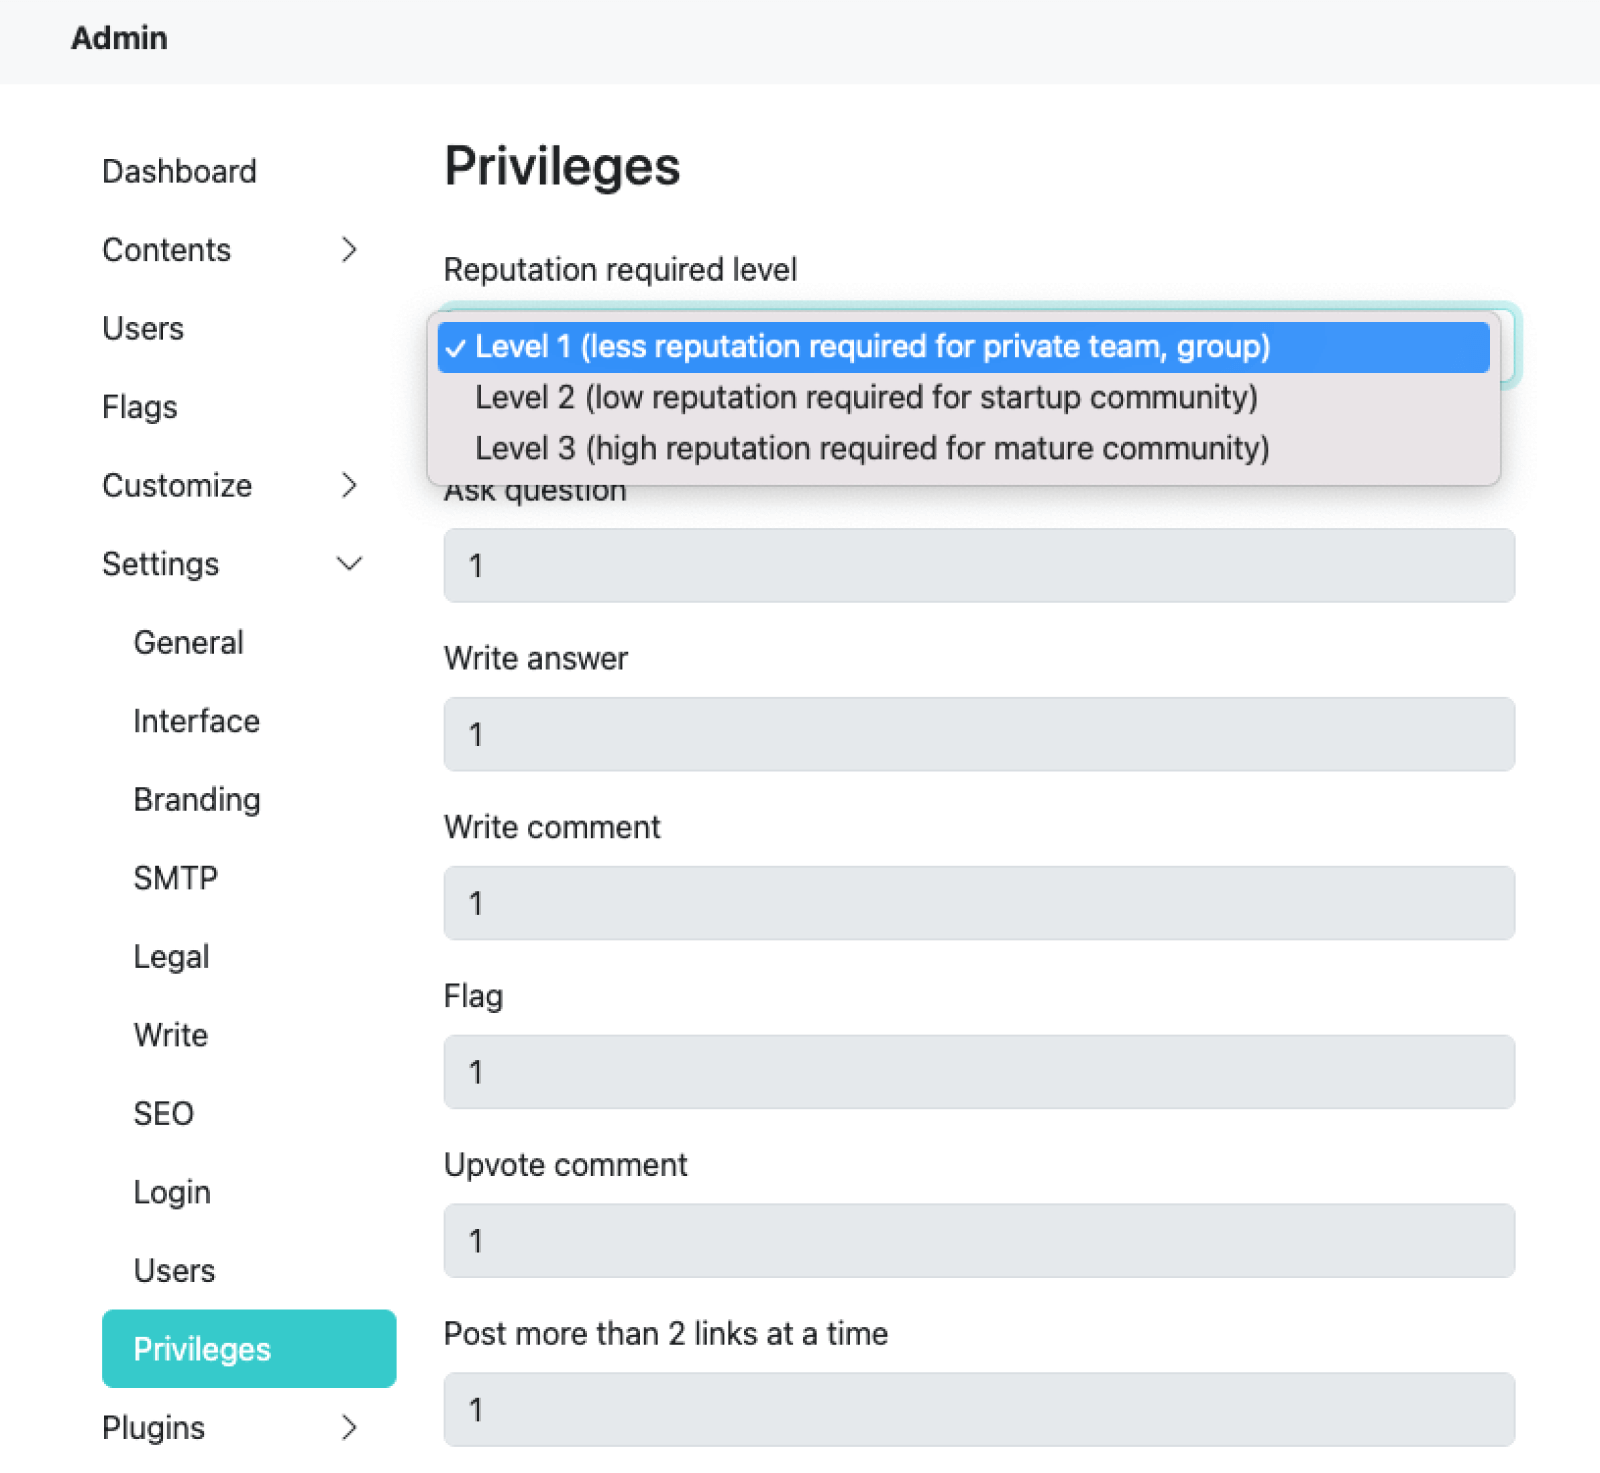 Admin
Dashboard
Contents
Users
Flags
Customize
Settings
General
Interface
Branding
SMTP
Legal
Write
SEO
Login
Users
Privileges
Plugins
Privileges
Reputation required level
✓ Level 1 (less reputation required for private team, group)
Level 2 (low reputation required for startup community)
Level 3 (high reputation required for mature community)
Ask question
1
Write answer
1
Write comment
1
Flag
1
Upvote comment
1
Post more than 2 links at a time
1